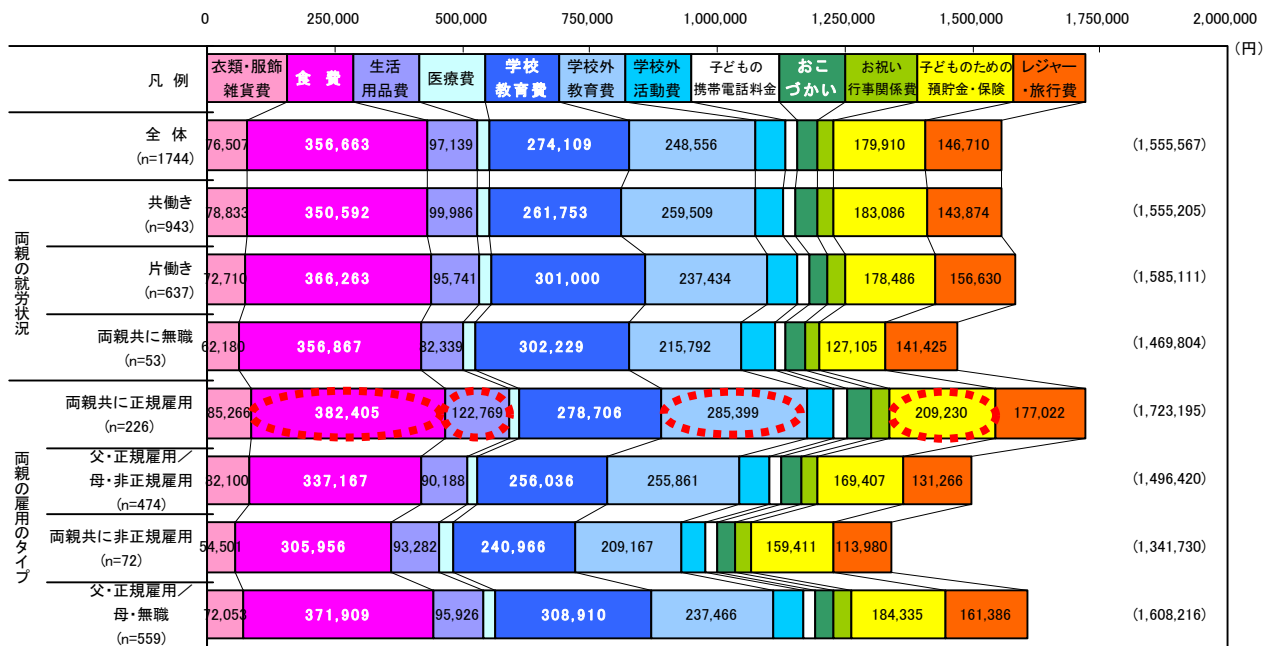 0 250,000 500,000 750,000 1,000,000 1,250,000 1,500,000 1,750,000 2,000,000
(円)
凡 例
衣類・服飾雑貨費
食 費
生活用品費
医療費
学校教育費
学校外教育費
学校外活動費
子どもの携帯電話料金
おこづかい
お祝い行事関係費
子どものための預貯金・保険
レジャー・旅行費
全 体
(n=1744)
76,507 356,663 97,139 274,109 248,556 179,910 146,710 (1,555,567)
両親の就労状況
共働き
(n=943)
78,833 350,592 99,986 261,753 259,509 183,086 143,874 (1,555,205)
片働き
(n=637)
72,710 366,263 95,741 301,000 237,434 178,486 156,630 (1,585,111)
両親共に無職
(n=53)
62,180 356,867 82,339 302,229 215,792 127,105 141,425 (1,469,804)
両親の雇用のタイプ
両親共に正規雇用
(n=226)
85,266 382,405 122,769 278,706 285,399 209,230 177,022 (1,723,195)
父・正規雇用/
母・非正規雇用
(n=474)
82,100 337,167 90,188 256,036 255,861 169,407 131,266 (1,496,420)
両親共に非正規雇用
(n=72)
54,501 305,956 93,282 240,966 209,167 159,411 113,980 (1,341,730)
父・正規雇用/
母・無職
(n=559)
72,053 371,909 95,926 308,910 237,466 184,335 161,386 (1,608,216)